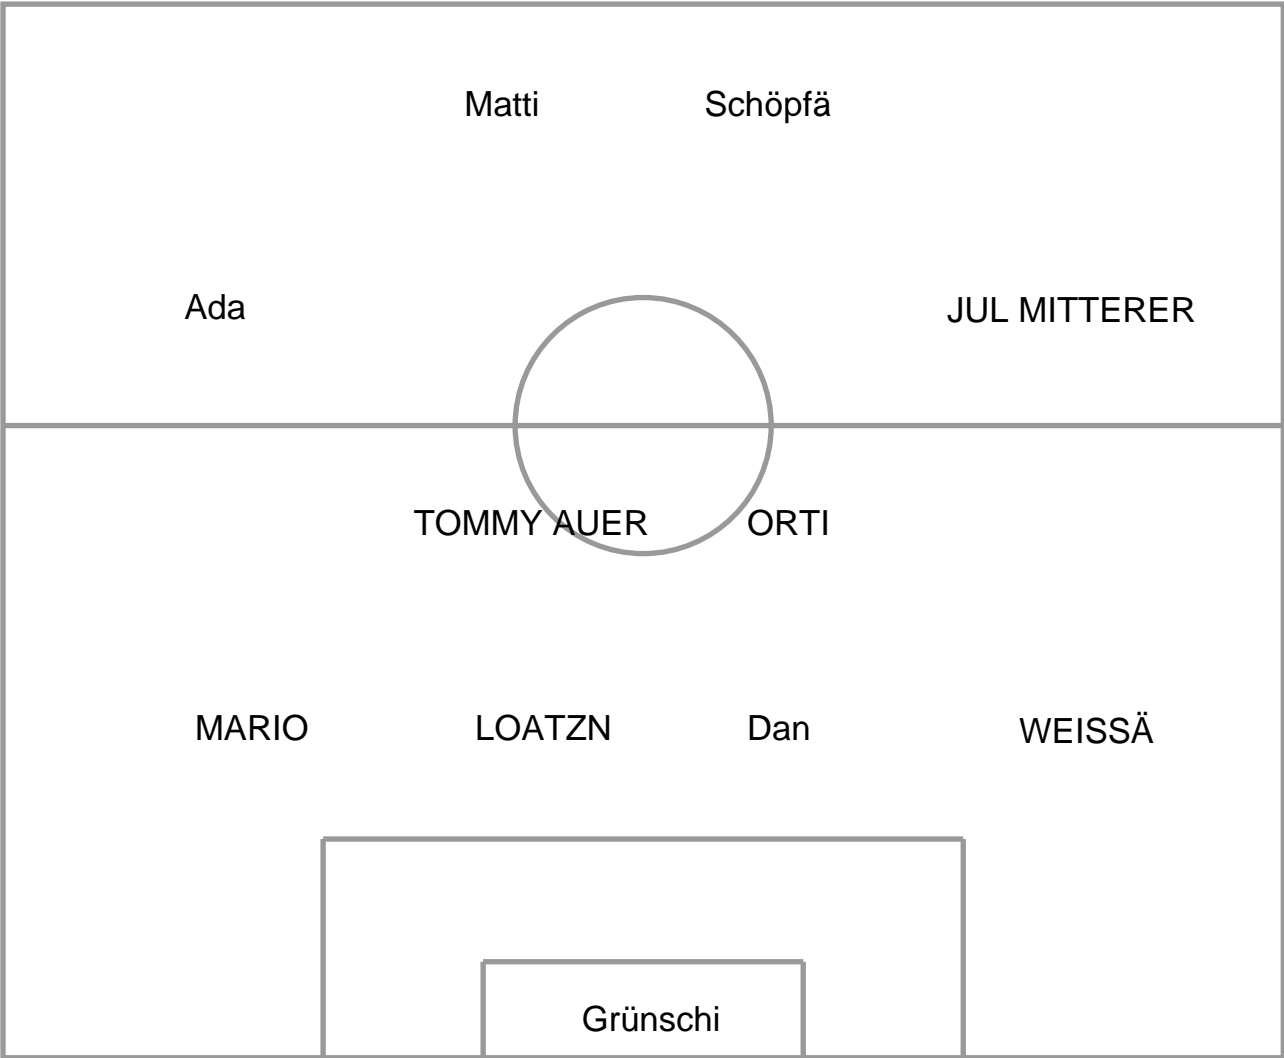 Matti Schöpfä
Ada JUL MITTERER
TOMMY AUER ORTI
MARIO LOATZN Dan WEISSÄ
Grünschi